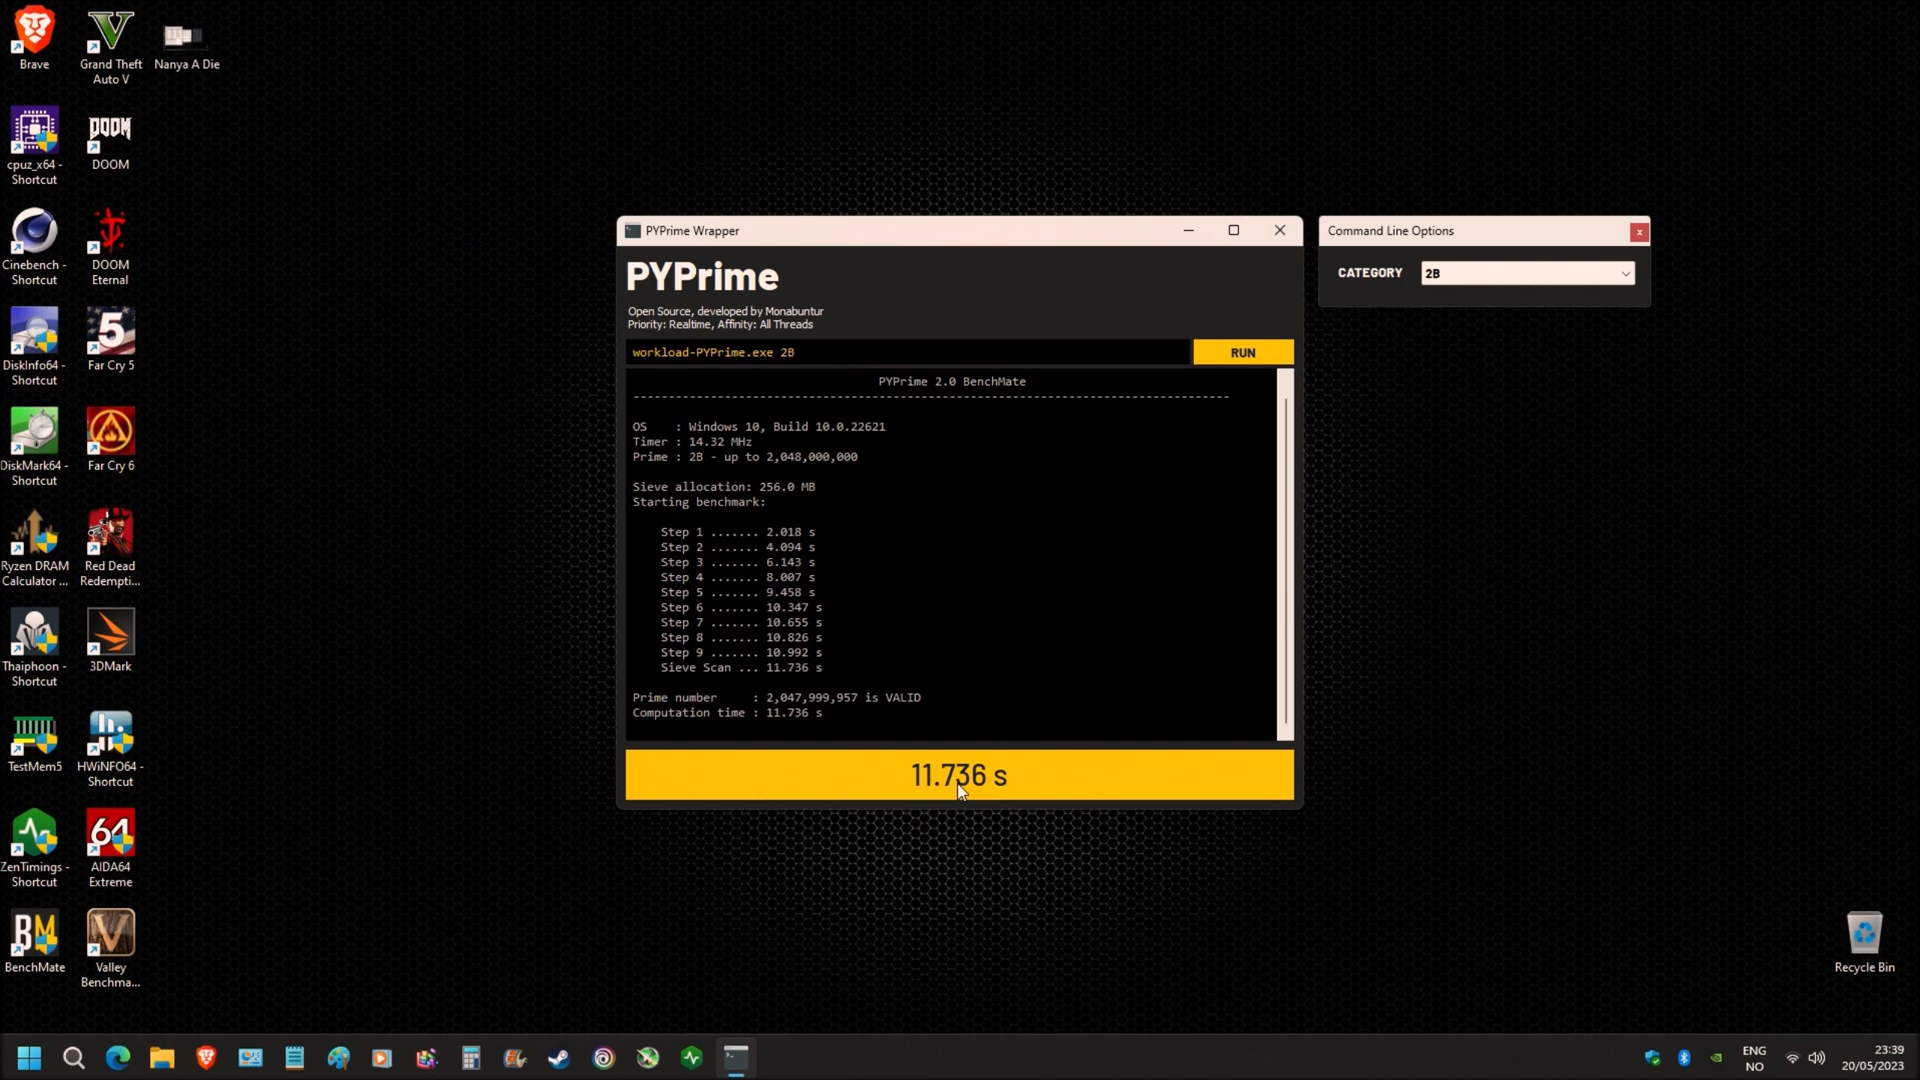 Brave
Grand Theft
Auto V
Nanya A Die
cpuz_x64 -
Shortcut
DOOM
DOOM
Cinebench -
Shortcut
DOOM
Eternal
DiskInfo64 -
Shortcut
5
Far Cry 5
DiskMark64 -
Shortcut
Far Cry 6
Ryzen DRAM
Calculator ...
Red Dead
Redempti...
Thaiphoon -
Shortcut
3DMark
TestMem5
HWiNFO64 -
Shortcut
ZenTimings -
Shortcut
64
AIDA64
Extreme
BM
BenchMate
V
Valley
Benchma...
PYPrime Wrapper
PYPrime
Open Source, developed by Monabuntur
Priority: Realtime, Affinity: All Threads
workload-PYPrime.exe 2B
RUN
PYPrime 2.0 BenchMate
-------------------------------------------------------------------------------------
OS : Windows 10, Build 10.0.22621
Timer : 14.32 MHz
Prime : 2B - up to 2,048,000,000
Sieve allocation: 256.0 MB
Starting benchmark:
Step 1 ....... 2.018 s
Step 2 ....... 4.094 s
Step 3 ....... 6.143 s
Step 4 ....... 8.007 s
Step 5 ....... 9.458 s
Step 6 ....... 10.347 s
Step 7 ....... 10.655 s
Step 8 ....... 10.826 s
Step 9 ....... 10.992 s
Sieve Scan ... 11.736 s
Prime number : 2,047,999,957 is VALID
Computation time : 11.736 s
11.736 s
Command Line Options
CATEGORY
2B
Recycle Bin
ENG
NO
23:39
20/05/2023